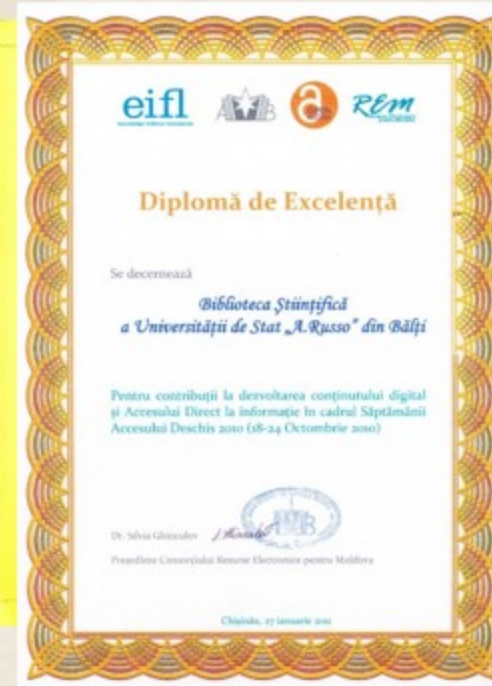 eifl
REM
Diplomă de Excelență
Se decernează
Biblioteca Științifică
a Universității de Stat „A.Russo” din Bălți
Pentru contribuții la dezvoltarea conținutului digital
și Accesului Direct la informație în cadrul Săptămânii
Accesului Deschis 2010 (18-24 Octombrie 2010)
Dr. Silvia Ghinculov
Președinte Consorțiului Resurse Electronice pentru Moldova
Chișinău, 27 ianuarie 2011